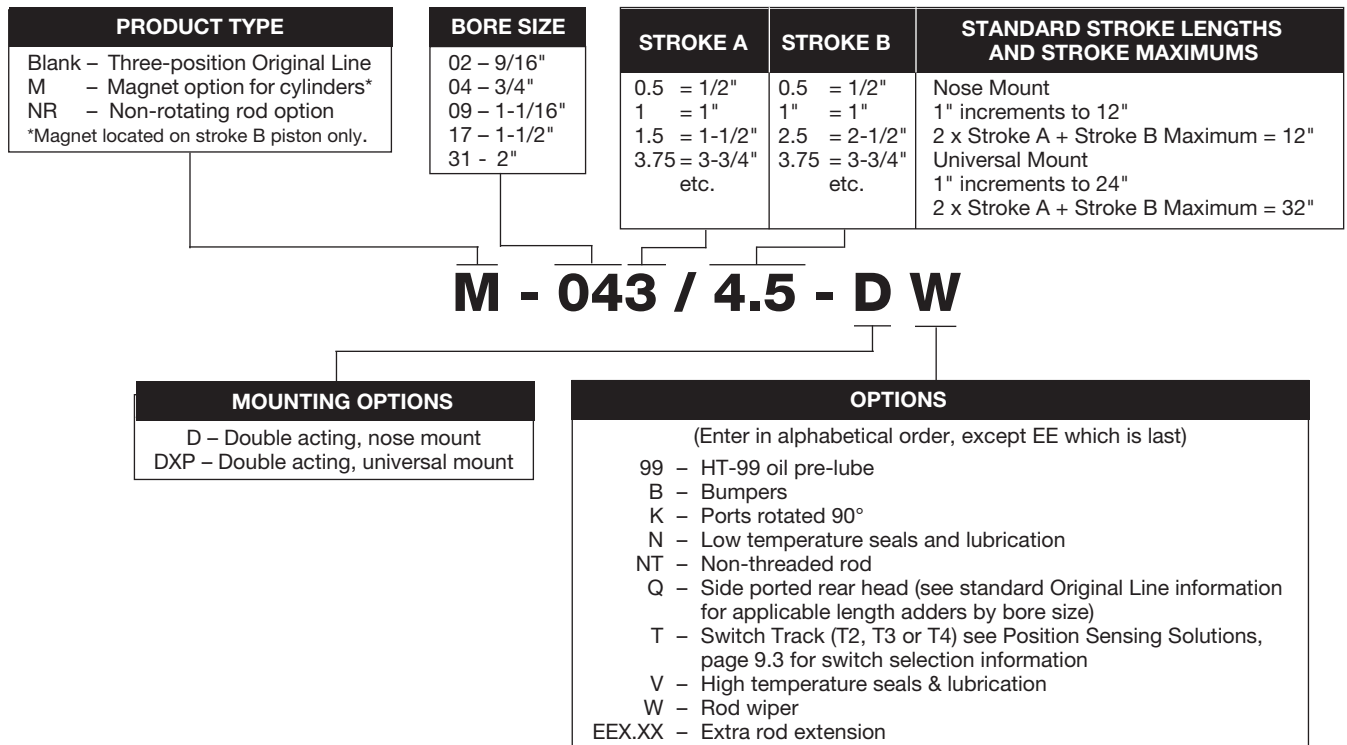 PRODUCT TYPE
Blank – Three-position Original Line
M – Magnet option for cylinders*
NR – Non-rotating rod option
*Magnet located on stroke B piston only.
BORE SIZE
02 – 9/16"
04 – 3/4"
09 – 1-1/16"
17 – 1-1/2"
31 - 2"
STROKE A
0.5 = 1/2"
1 = 1"
1.5 = 1-1/2"
3.75 = 3-3/4"
etc.
STROKE B
0.5 = 1/2"
1" = 1"
2.5 = 2-1/2"
3.75 = 3-3/4"
etc.
STANDARD STROKE LENGTHS
AND STROKE MAXIMUMS
Nose Mount
1" increments to 12"
2 x Stroke A + Stroke B Maximum = 12"
Universal Mount
1" increments to 24"
2 x Stroke A + Stroke B Maximum = 32"
M - 043 / 4.5 - D W
MOUNTING OPTIONS
D – Double acting, nose mount
DXP – Double acting, universal mount
OPTIONS
(Enter in alphabetical order, except EE which is last)
99 – HT-99 oil pre-lube
B – Bumpers
K – Ports rotated 90°
N – Low temperature seals and lubrication
NT – Non-threaded rod
Q – Side ported rear head (see standard Original Line information
for applicable length adders by bore size)
T – Switch Track (T2, T3 or T4) see Position Sensing Solutions,
page 9.3 for switch selection information
V – High temperature seals & lubrication
W – Rod wiper
EEX.XX – Extra rod extension